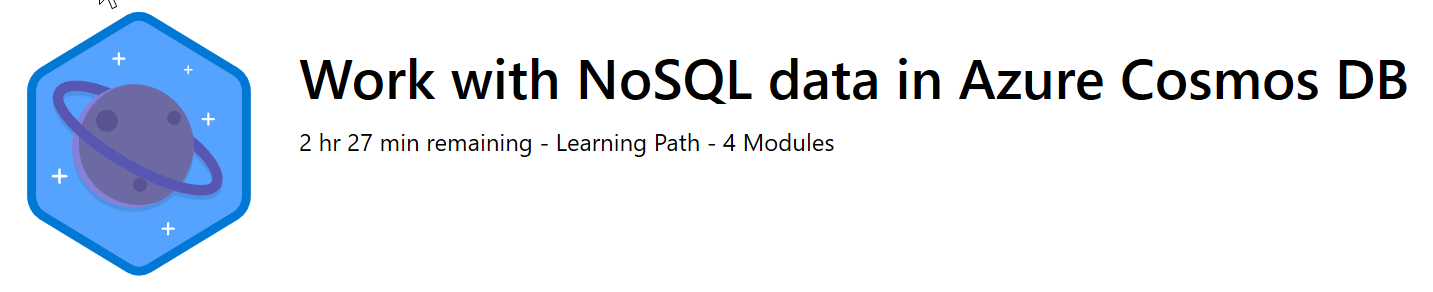 Work with NoSQL data in Azure Cosmos DB
2 hr 27 min remaining - Learning Path - 4 Modules